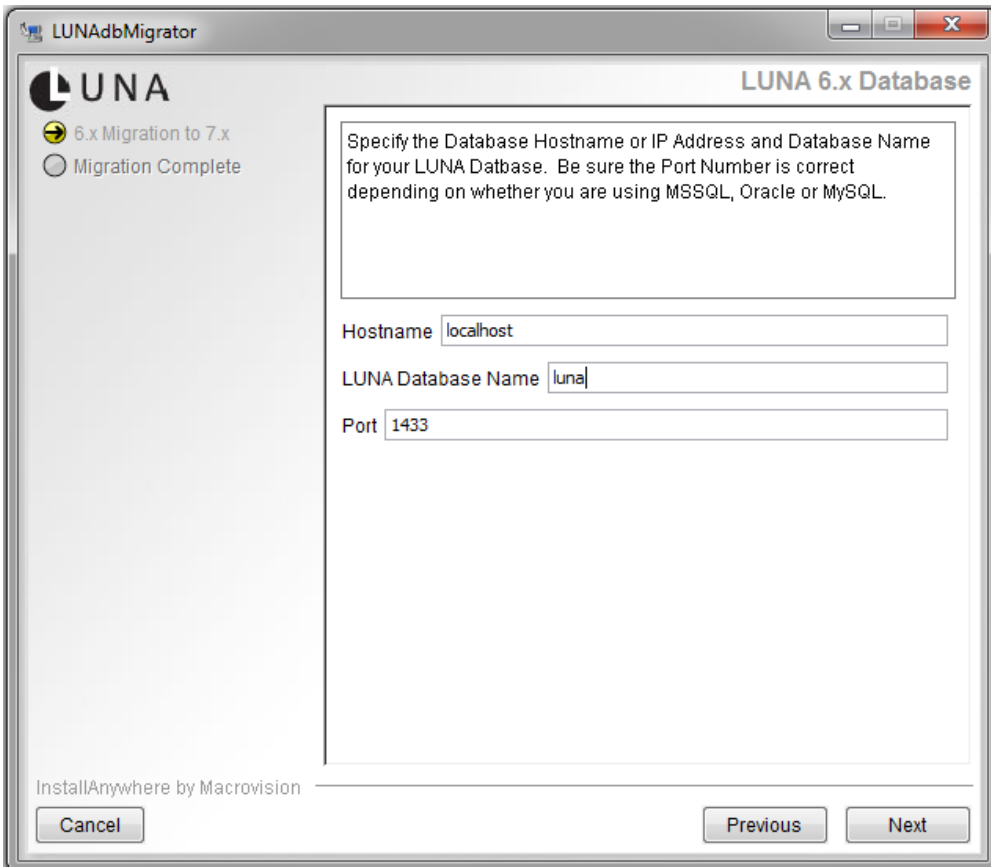 LUNAdbMigrator
LUNA
LUNA 6.x Database
6.x Migration to 7.x
Migration Complete
Specify the Database Hostname or IP Address and Database Name
for your LUNA Datbase.  Be sure the Port Number is correct
depending on whether you are using MSSQL, Oracle or MySQL.
Hostname localhost
LUNA Database Name luna
Port 1433
InstallAnywhere by Macrovision
Cancel Previous Next